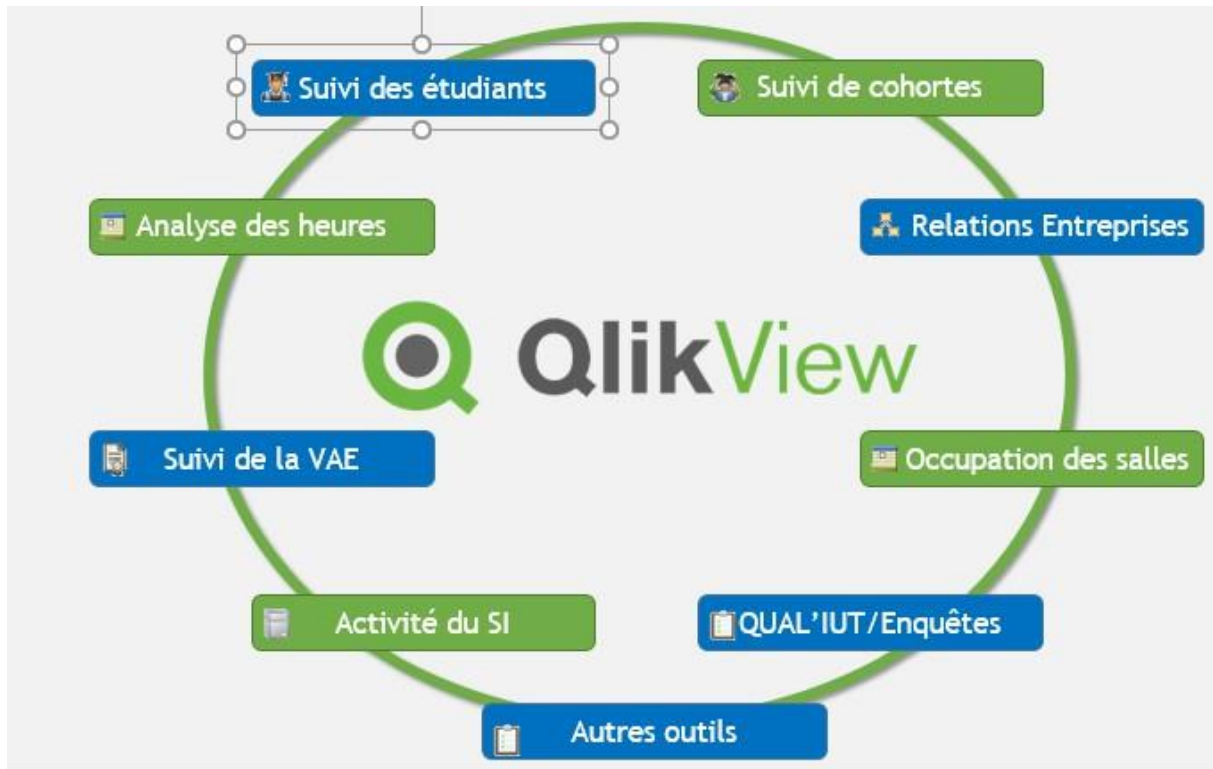 Suivi des étudiants
Suivi de cohortes
Analyse des heures
Relations Entreprises
QlikView
Suivi de la VAE
Occupation des salles
Activité du SI
QUAL'IUT/Enquêtes
Autres outils